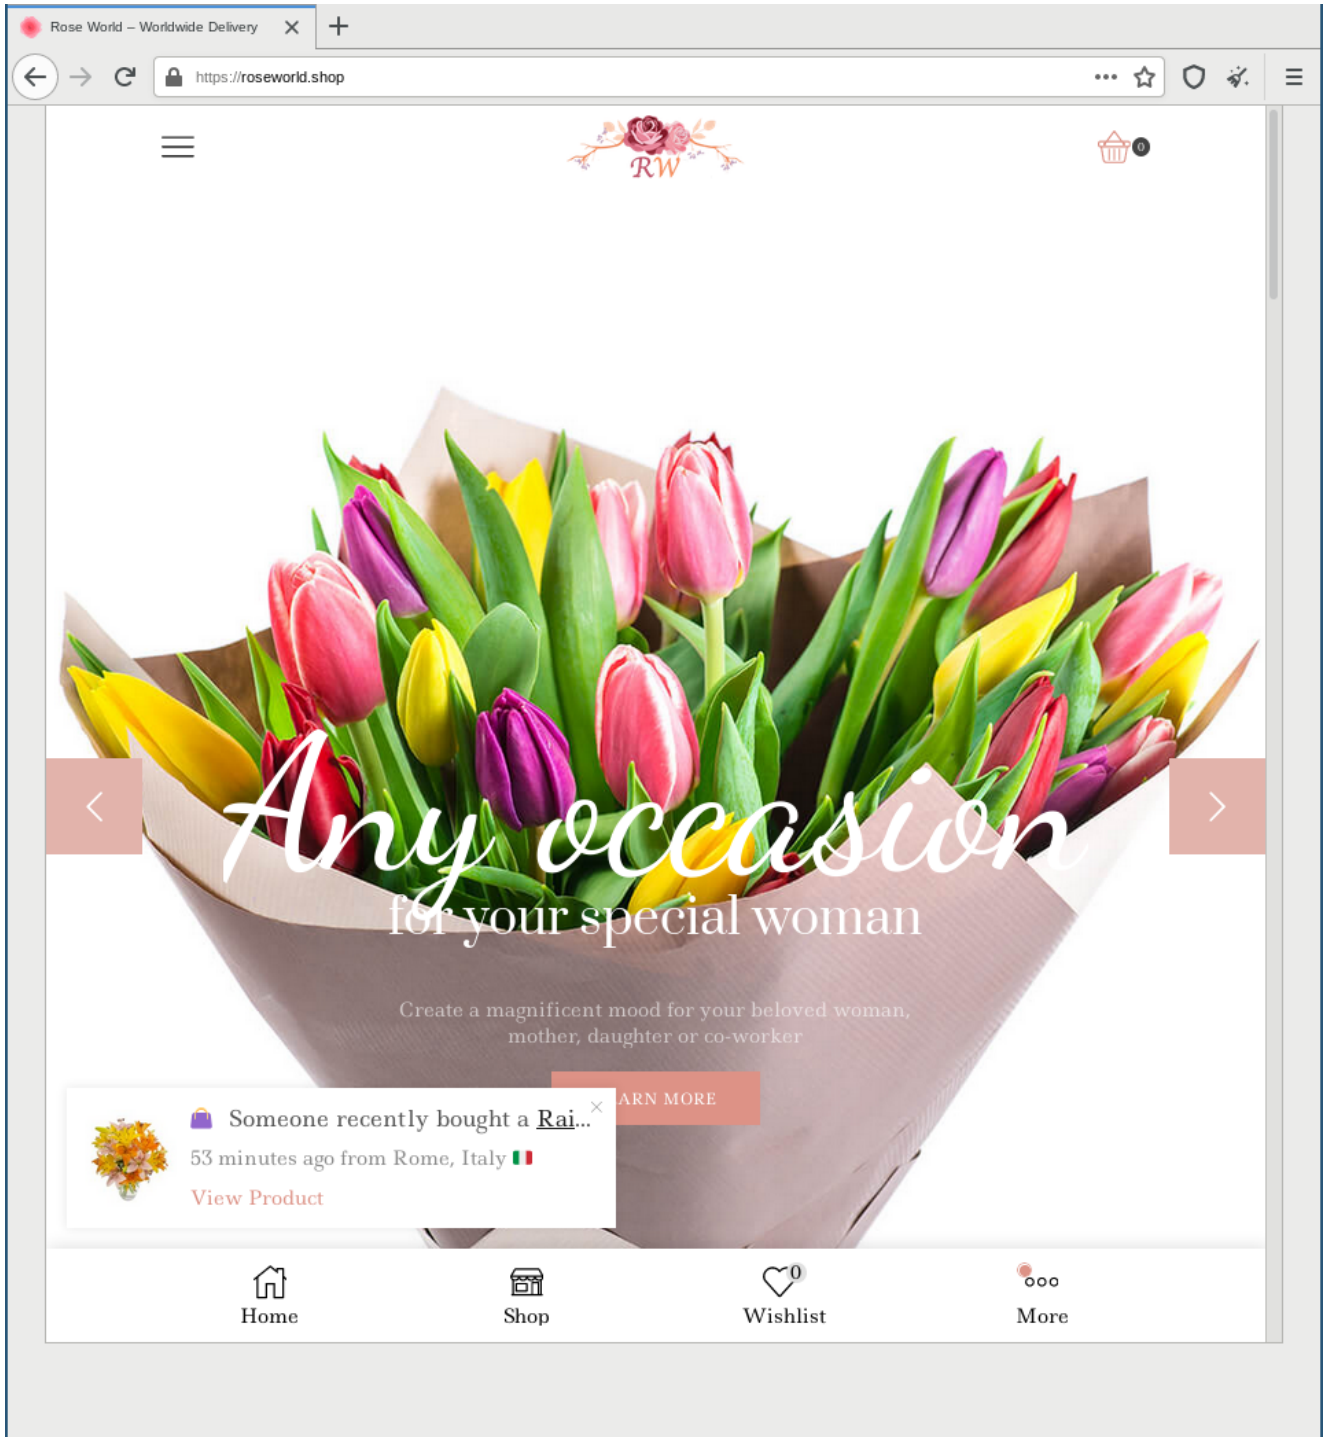 Rose World – Worldwide Delivery
https://roseworld.shop
RW
0
Any occasion
for your special woman
Create a magnificent mood for your beloved woman,
mother, daughter or co-worker
ARN MORE
Someone recently bought a Rai...
53 minutes ago from Rome, Italy
View Product
0
Home
Shop
Wishlist
More